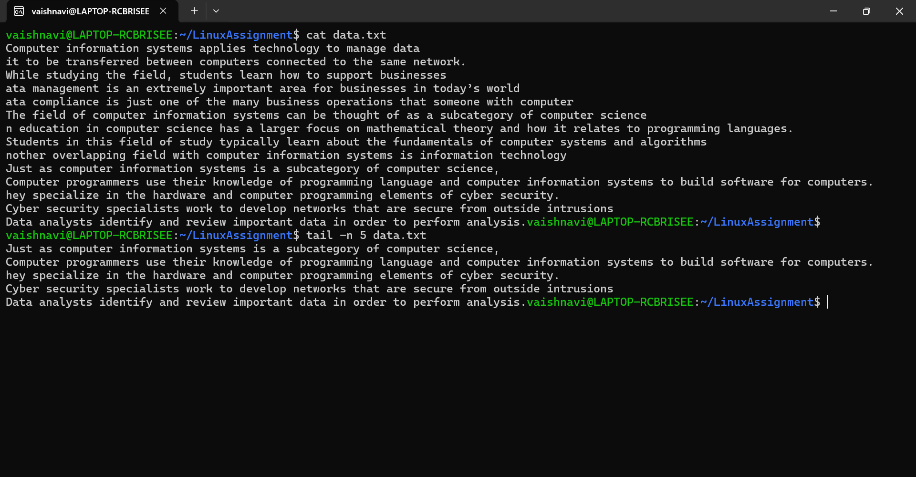 vaishnavi@LAPTOP-RCBRISEE
vaishnavi@LAPTOP-RCBRISEE:~/LinuxAssignment$ cat data.txt
Computer information systems applies technology to manage data
it to be transferred between computers connected to the same network.
While studying the field, students learn how to support businesses
ata management is an extremely important area for businesses in today's world
ata compliance is just one of the many business operations that someone with computer
The field of computer information systems can be thought of as a subcategory of computer science
n education in computer science has a larger focus on mathematical theory and how it relates to programming languages.
Students in this field of study typically learn about the fundamentals of computer systems and algorithms
nother overlapping field with computer information systems is information technology
Just as computer information systems is a subcategory of computer science,
Computer programmers use their knowledge of programming language and computer information systems to build software for computers.
hey specialize in the hardware and computer programming elements of cyber security.
Cyber security specialists work to develop networks that are secure from outside intrusions
Data analysts identify and review important data in order to perform analysis.vaishnavi@LAPTOP-RCBRISEE:~/LinuxAssignment$
vaishnavi@LAPTOP-RCBRISEE:~/LinuxAssignment$ tail -n 5 data.txt
Just as computer information systems is a subcategory of computer science,
Computer programmers use their knowledge of programming language and computer information systems to build software for computers.
hey specialize in the hardware and computer programming elements of cyber security.
Cyber security specialists work to develop networks that are secure from outside intrusions
Data analysts identify and review important data in order to perform analysis.vaishnavi@LAPTOP-RCBRISEE:~/LinuxAssignment$